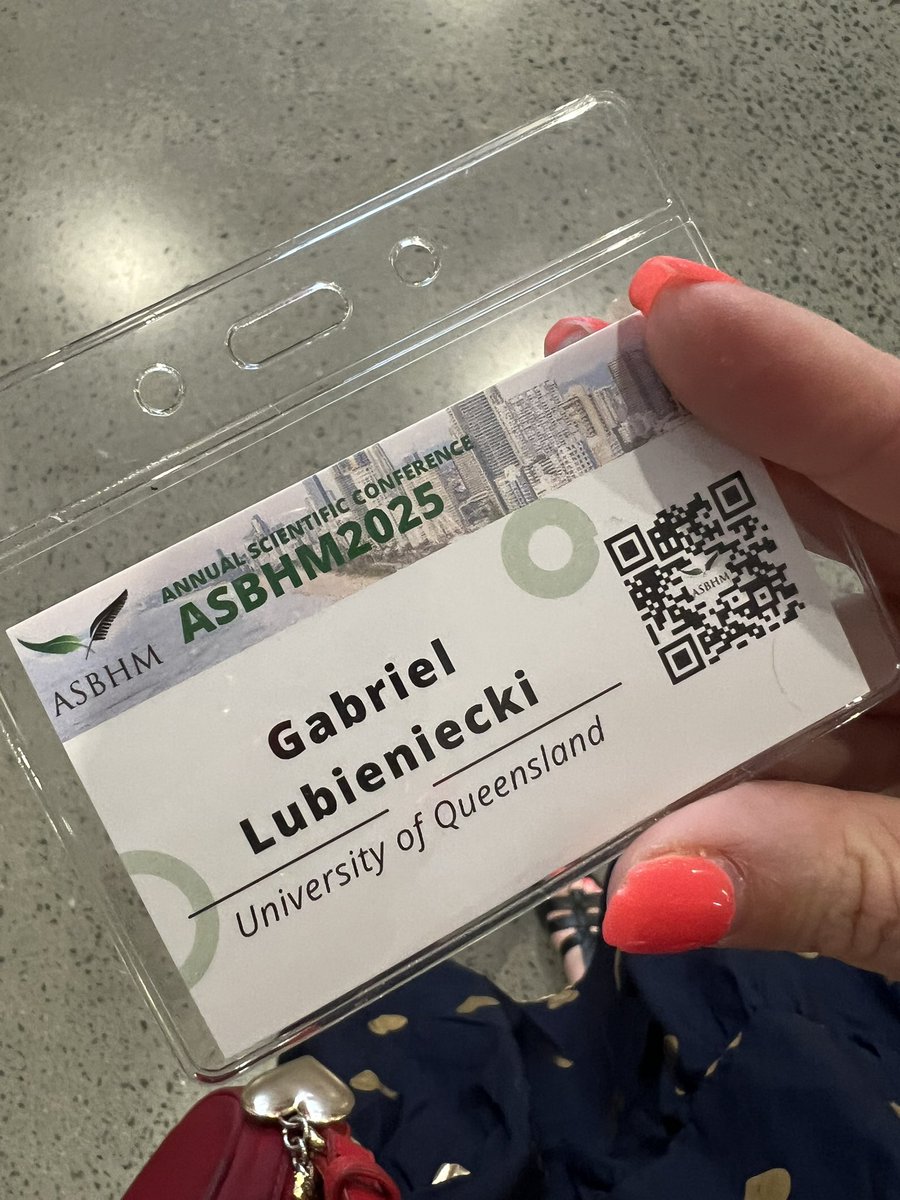 ANNUAL SCIENTIFIC CONFERENCE
ASBHM2025
ASBHM
ASBHM
Gabriel
Lubieniecki
University of Queensland